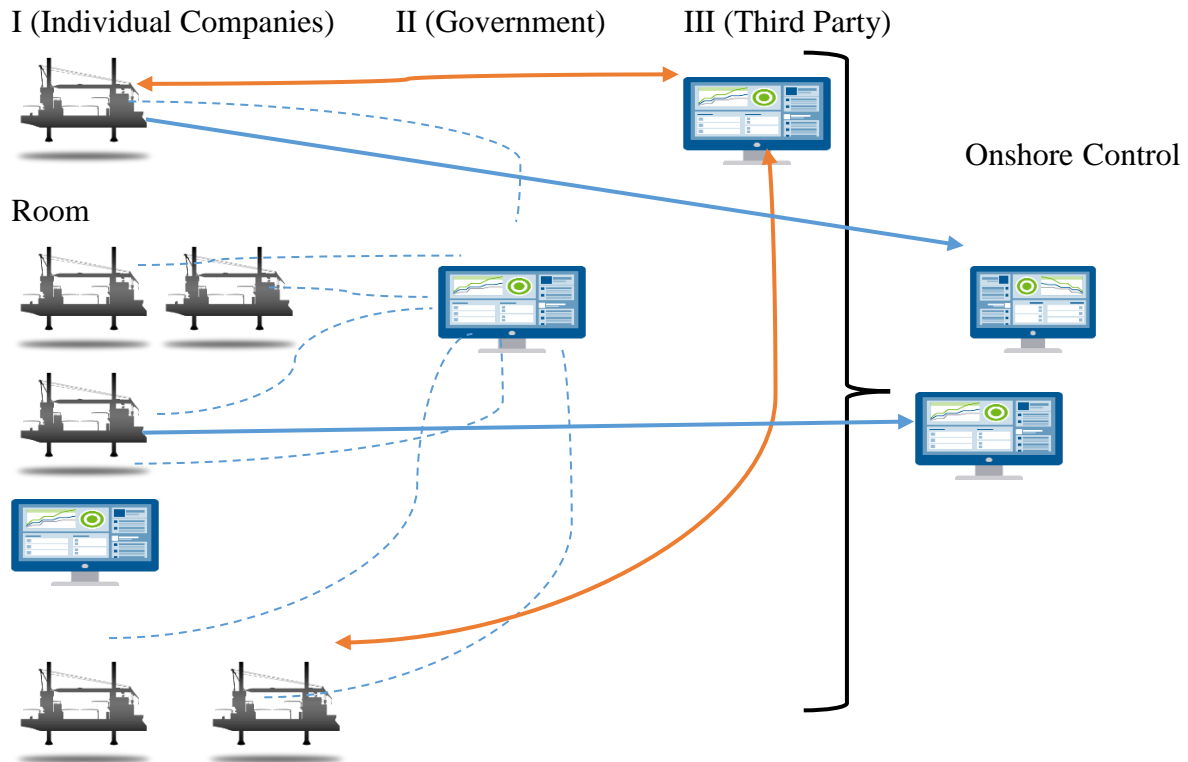 I (Individual Companies) II (Government) III (Third Party)
Onshore Control
Room